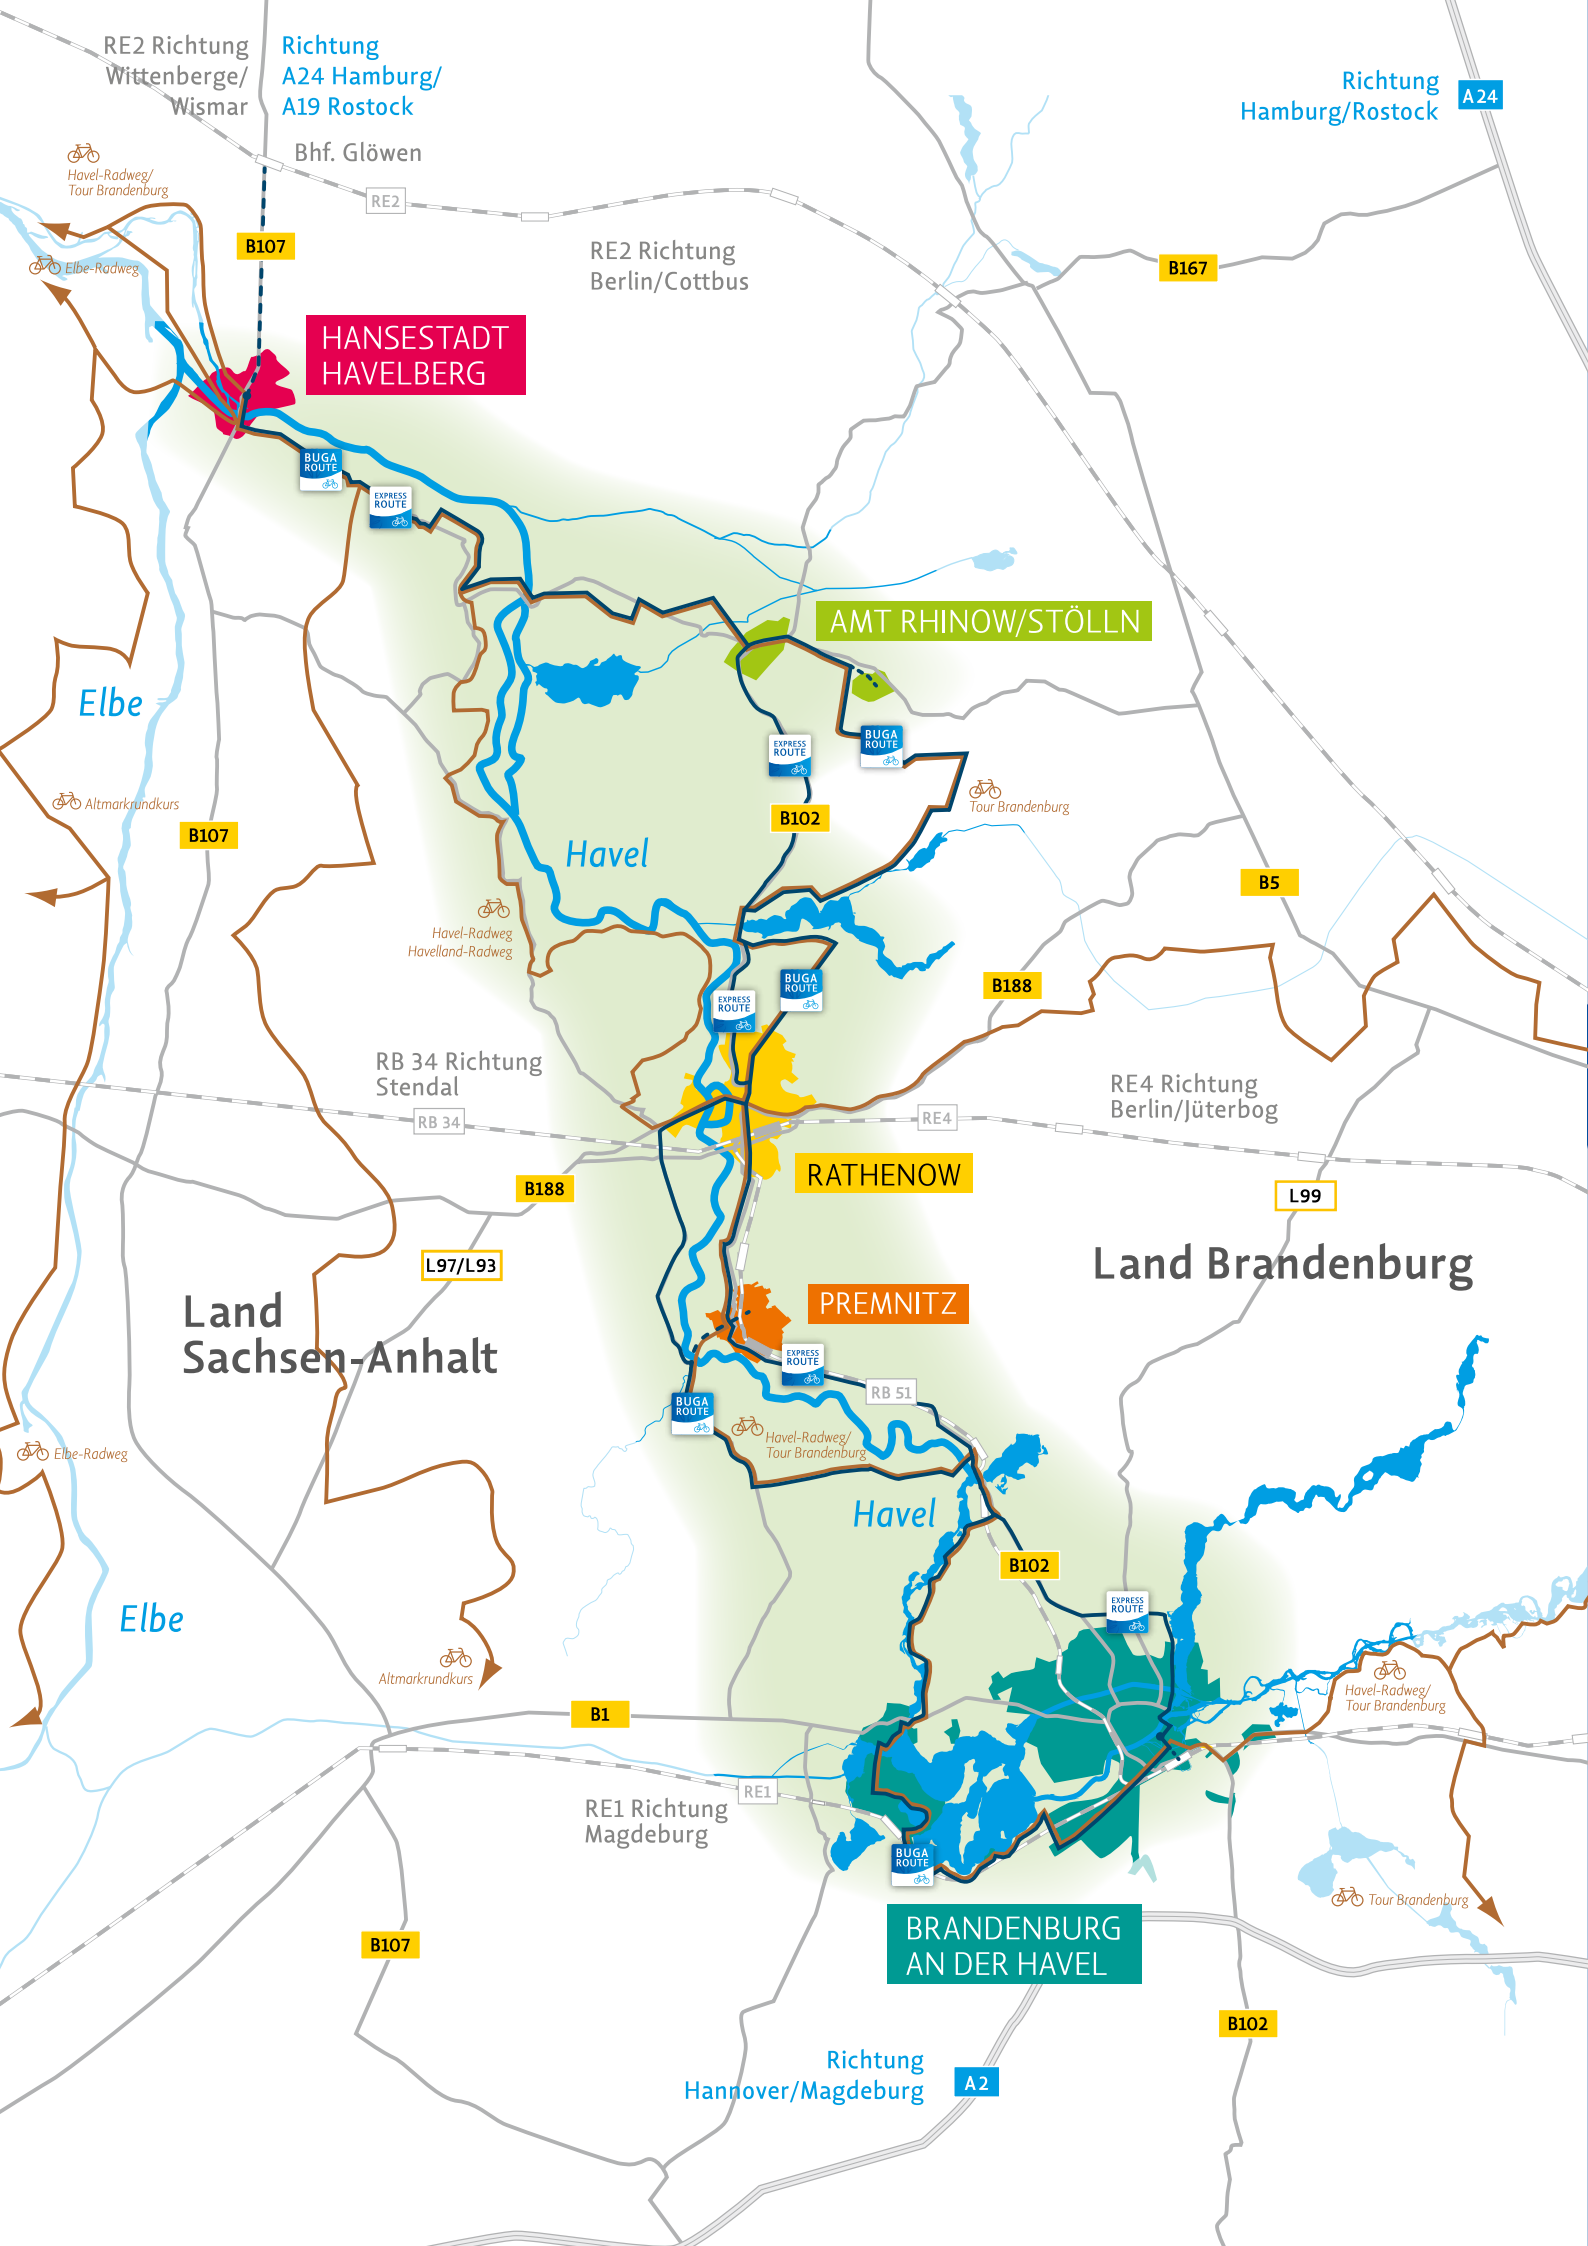 RE2 Richtung
Wittenberge/
Wismar
Richtung
A24 Hamburg/
A19 Rostock
Richtung
Hamburg/Rostock
A 24
Bhf. Glöwen
Havel-Radweg/
Tour Brandenburg
RE2
B107
Elbe-Radweg
RE2 Richtung
Berlin/Cottbus
B167
HANSESTADT
HAVELBERG
BUGA
ROUTE
EXPRESS
ROUTE
AMT RHINOW/STÖLLN
Elbe
EXPRESS
ROUTE
BUGA
ROUTE
Altmarkrundkurs
Tour Brandenburg
B107
B102
Havel
B5
Havel-Radweg
Havelland-Radweg
BUGA
ROUTE
EXPRESS
ROUTE
B188
RB 34 Richtung
Stendal
RB 34
RE4
RE4 Richtung
Berlin/Jüterbog
RATHENOW
B188
L99
L97/L93
Land Brandenburg
Land
Sachsen-Anhalt
PREMNITZ
EXPRESS
ROUTE
RB 51
BUGA
ROUTE
Havel-Radweg/
Tour Brandenburg
Elbe-Radweg
Havel
B102
EXPRESS
ROUTE
Elbe
Altmarkrundkurs
Havel-Radweg/
Tour Brandenburg
B1
RE1
RE1 Richtung
Magdeburg
BUGA
ROUTE
Tour Brandenburg
BRANDENBURG
AN DER HAVEL
B107
B102
Richtung
Hannover/Magdeburg
A 2